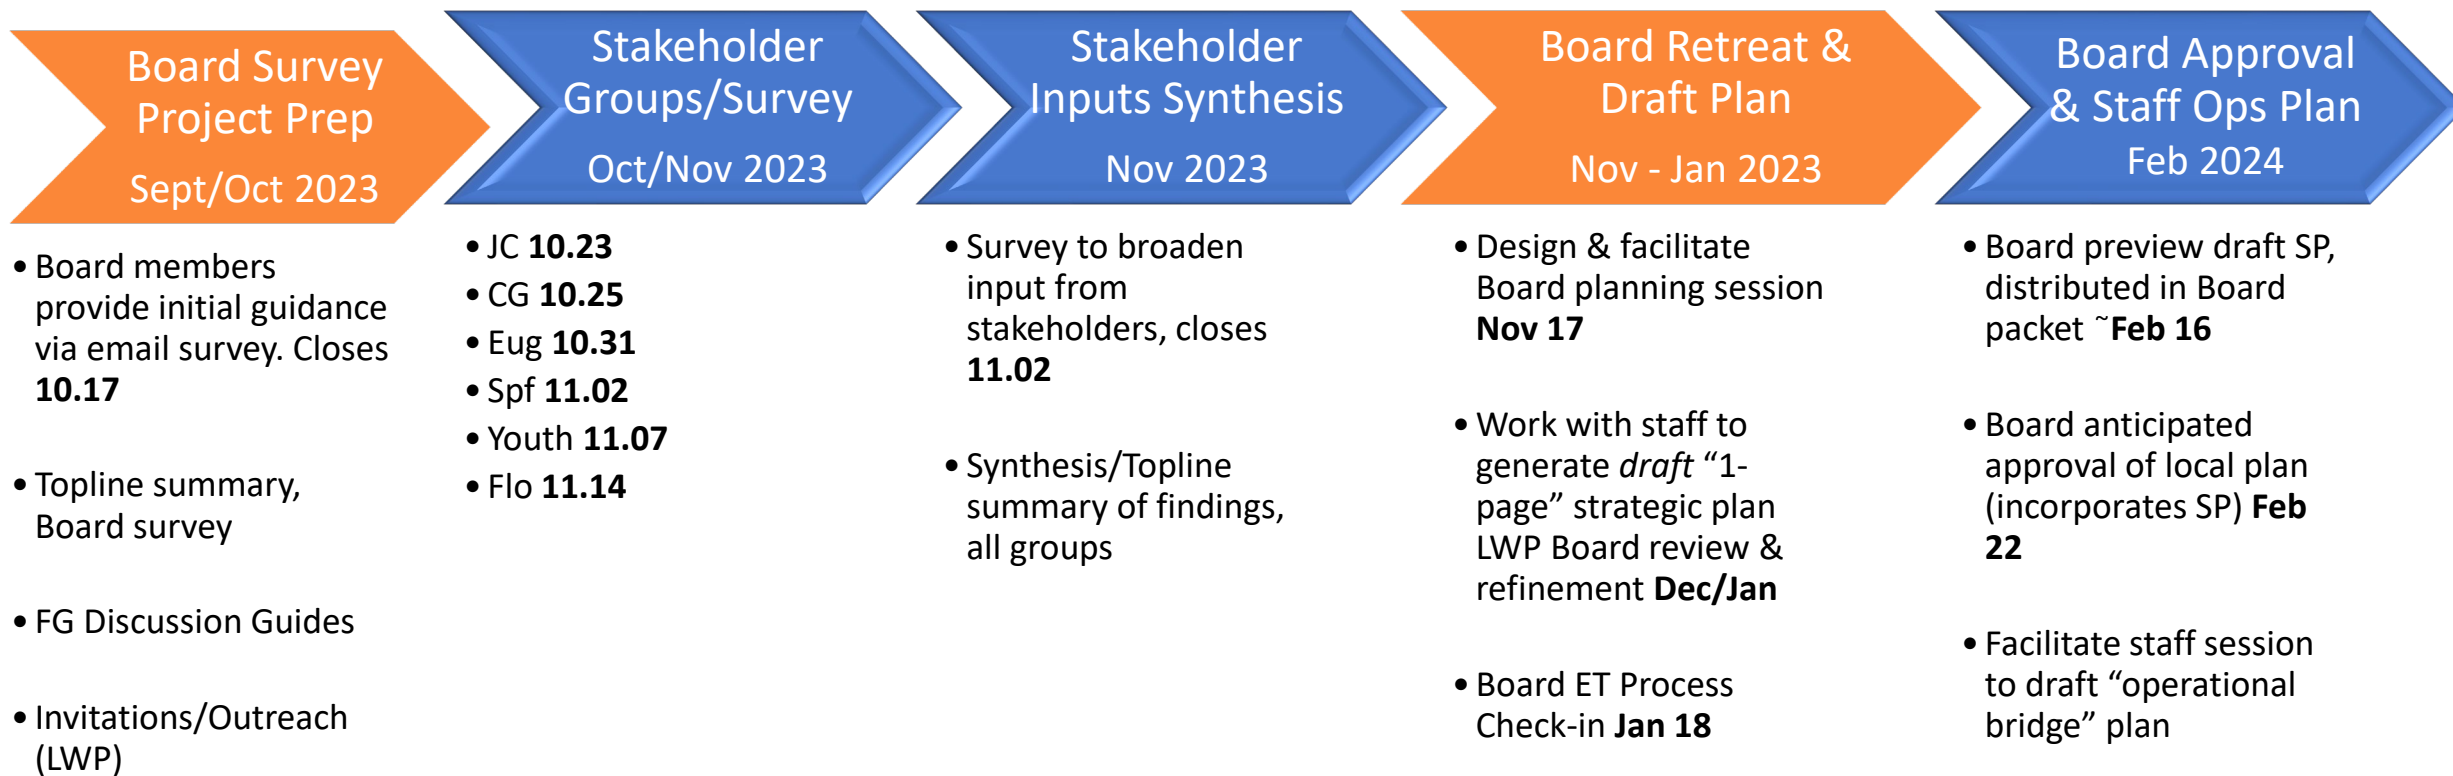 Board Survey
Project Prep
Sept/Oct 2023
• Board members
provide initial guidance
via email survey. Closes
10.17
• Topline summary,
Board survey
• FG Discussion Guides
• Invitations/Outreach
(LWP)
Stakeholder
Groups/Survey
Oct/Nov 2023
• JC 10.23
• CG 10.25
• Eug 10.31
• Spf 11.02
• Youth 11.07
• Flo 11.14
Stakeholder
Inputs Synthesis
Nov 2023
• Survey to broaden
input from
stakeholders, closes
11.02
• Synthesis/Topline
summary of findings,
all groups
Board Retreat &
Draft Plan
Nov - Jan 2023
• Design & facilitate
Board planning session
Nov 17
• Work with staff to
generate draft “1-
page” strategic plan
LWP Board review &
refinement Dec/Jan
• Board ET Process
Check-in Jan 18
Board Approval
& Staff Ops Plan
Feb 2024
• Board preview draft SP,
distributed in Board
packet ~Feb 16
• Board anticipated
approval of local plan
(incorporates SP) Feb
22
• Facilitate staff session
to draft “operational
bridge” plan